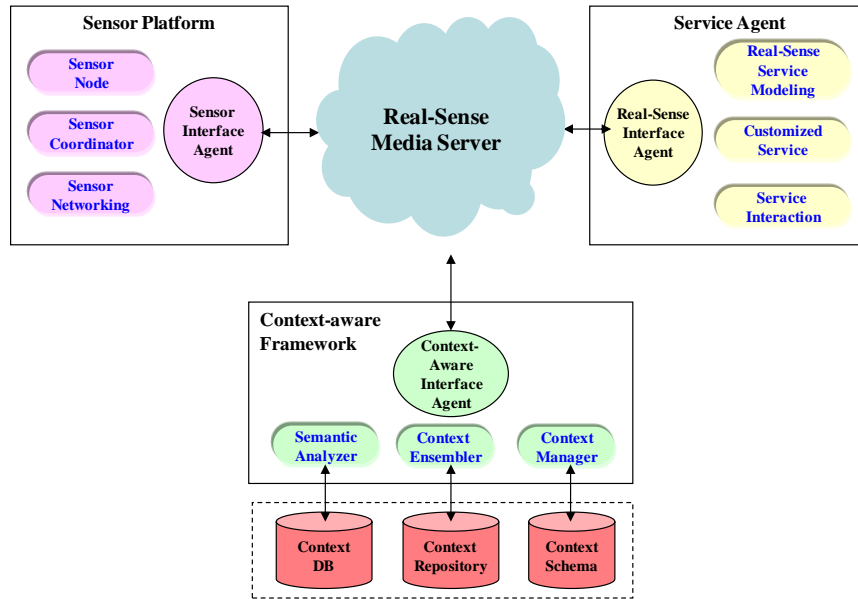 Sensor Platform
Sensor
Node
Sensor
Coordinator
Sensor
Networking
Sensor
Interface
Agent
Real-Sense
Media Server
Service Agent
Real-Sense
Interface
Agent
Real-Sense
Service
Modeling
Customized
Service
Service
Interaction
Context-aware
Framework
Context-
Aware
Interface
Agent
Semantic
Analyzer
Context
Ensembler
Context
Manager
Context
DB
Context
Repository
Context
Schema